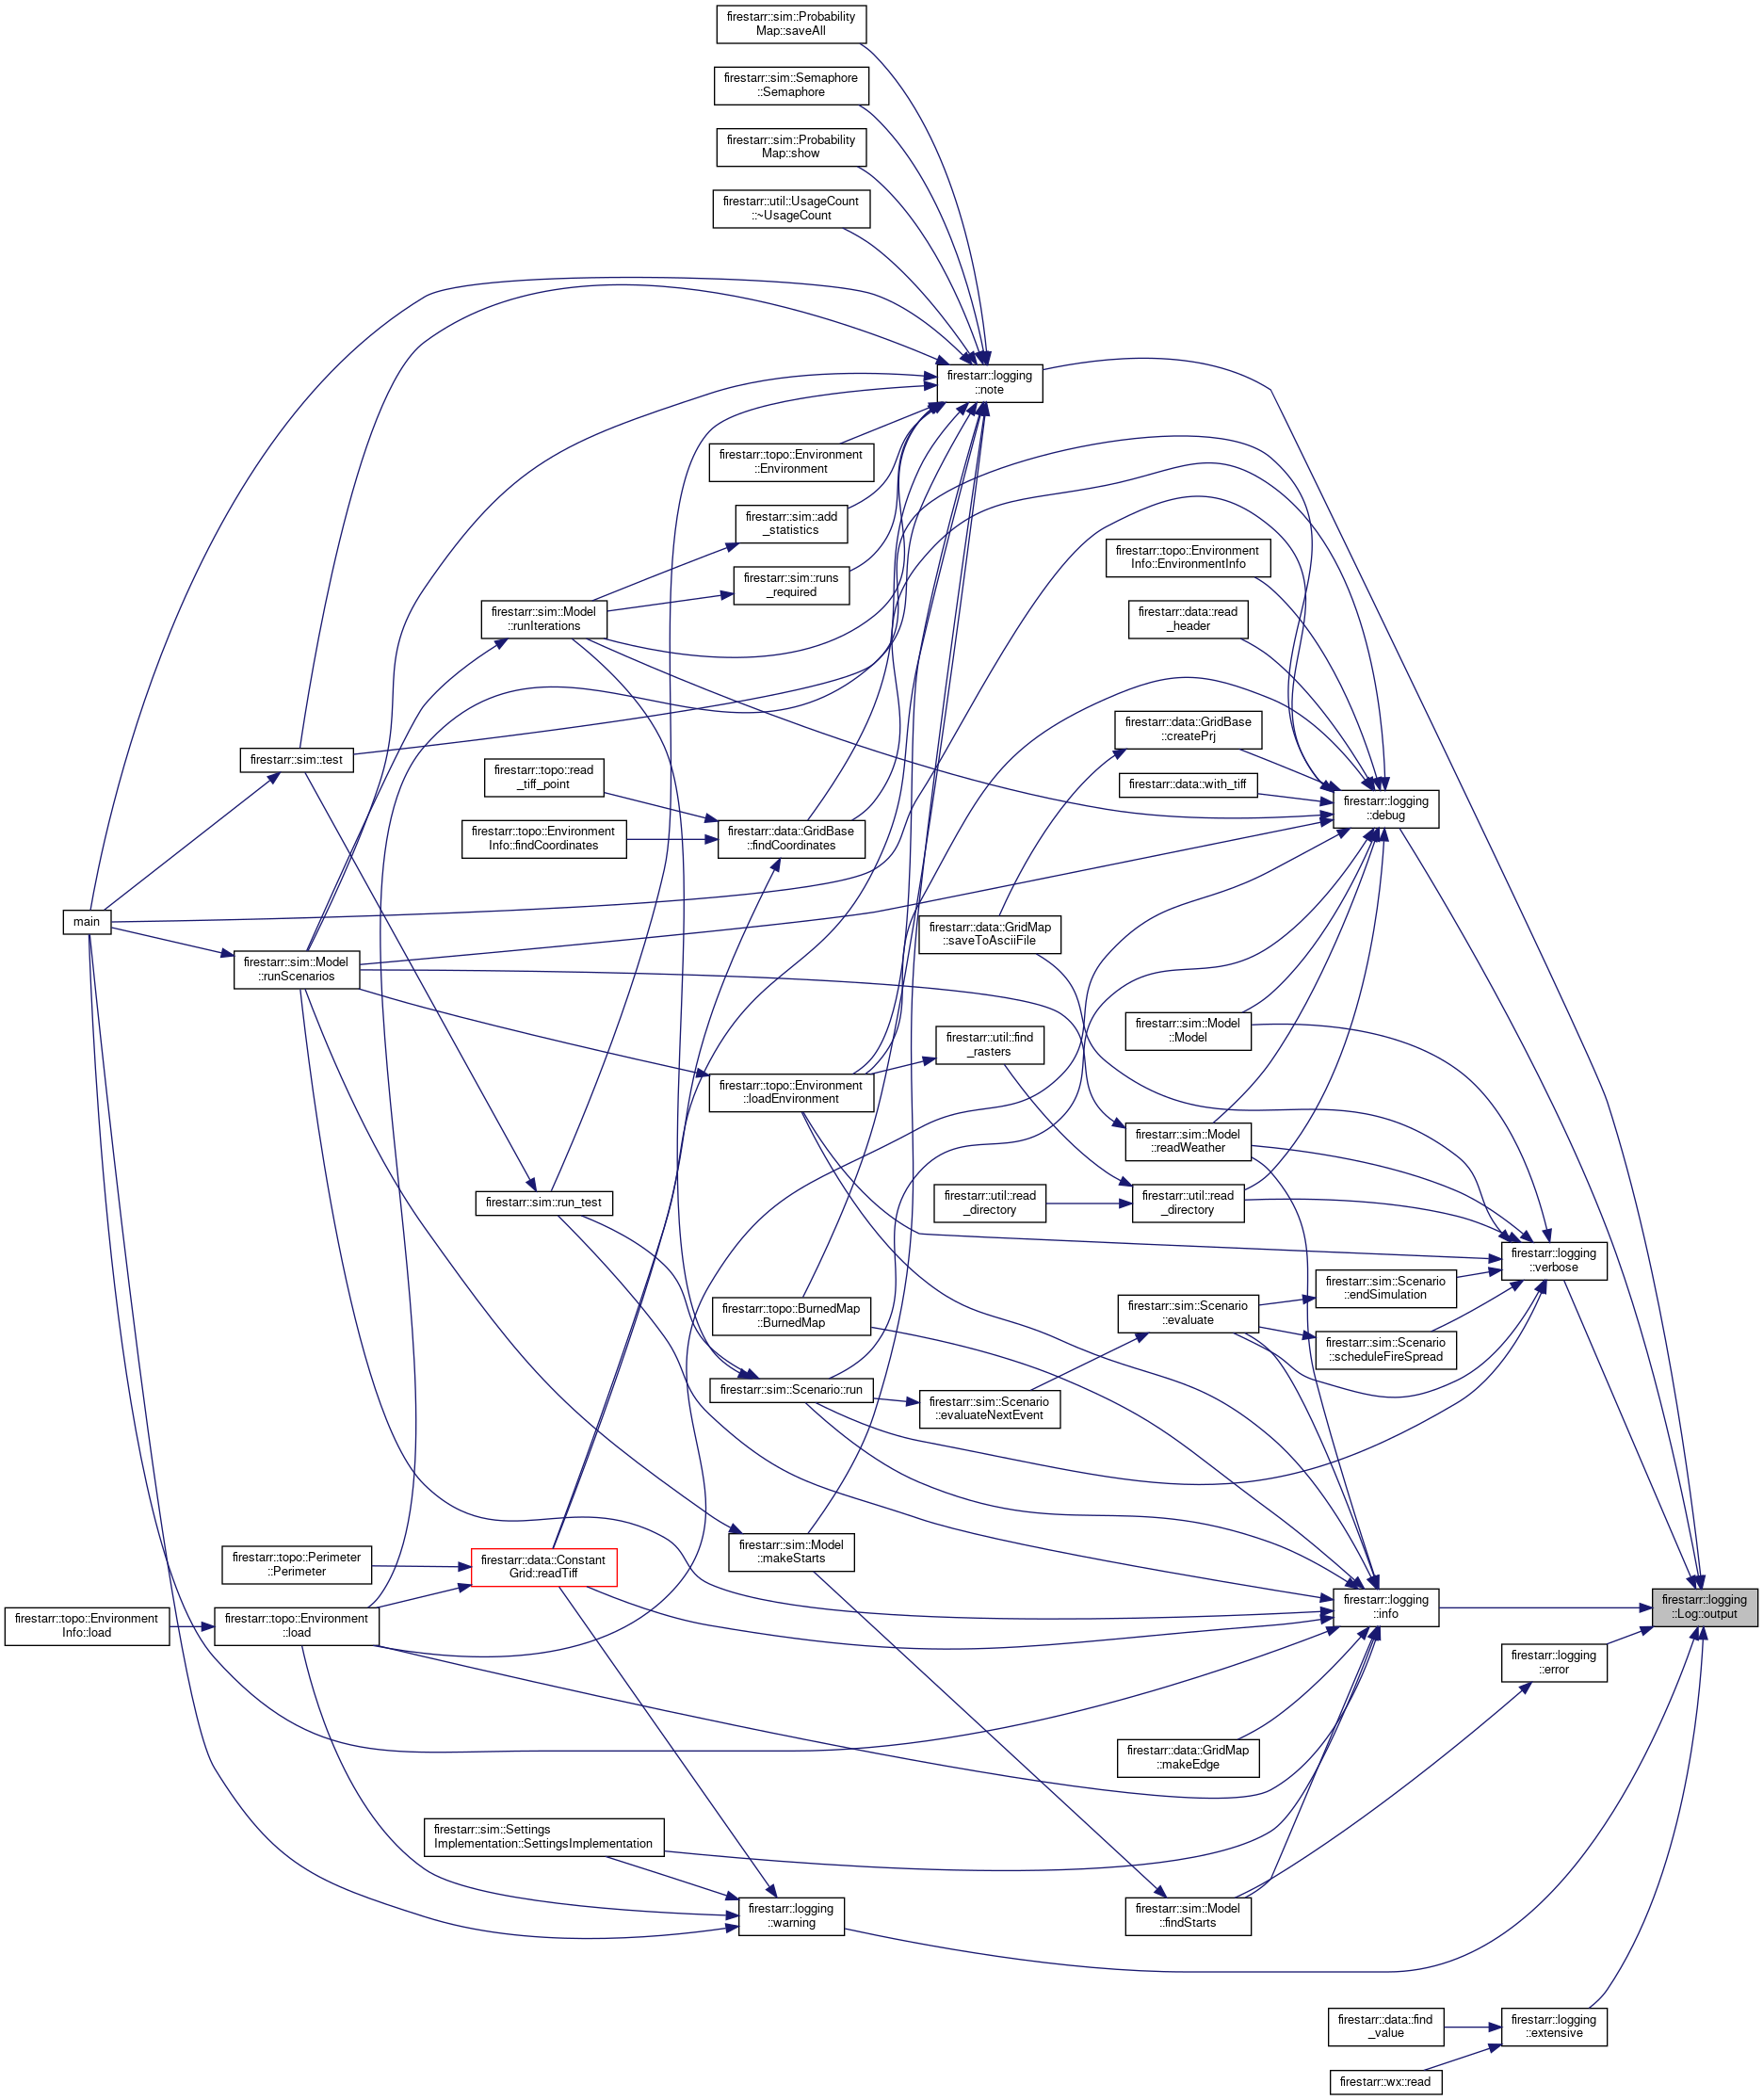 firestarr::sim::Probability
Map::saveAll
firestarr::sim::Semaphore
::Semaphore
firestarr::sim::Probability
Map::show
firestarr::util::UsageCount
::~UsageCount
firestarr::logging
::note
firestarr::topo::Environment
::Environment
firestarr::sim::add
_statistics
firestarr::topo::Environment
Info::EnvironmentInfo
firestarr::sim::runs
_required
firestarr::sim::Model
::runIterations
firestarr::data::read
_header
firestarr::data::GridBase
::createPrj
firestarr::sim::test
firestarr::topo::read
_tiff_point
firestarr::data::with_tiff
firestarr::logging
::debug
firestarr::topo::Environment
Info::findCoordinates
firestarr::data::GridBase
::findCoordinates
main
firestarr::data::GridMap
::saveToAsciiFile
firestarr::sim::Model
::runScenarios
firestarr::sim::Model
::Model
firestarr::util::find
_rasters
firestarr::topo::Environment
::loadEnvironment
firestarr::sim::Model
::readWeather
firestarr::sim::run_test
firestarr::util::read
_directory
firestarr::util::read
_directory
firestarr::logging
::verbose
firestarr::sim::Scenario
::endSimulation
firestarr::topo::BurnedMap
::BurnedMap
firestarr::sim::Scenario
::evaluate
firestarr::sim::Scenario
::scheduleFireSpread
firestarr::sim::Scenario::run
firestarr::sim::Scenario
::evaluateNextEvent
firestarr::sim::Model
::makeStarts
firestarr::topo::Perimeter
::Perimeter
firestarr::data::Constant
Grid::readTiff
firestarr::topo::Environment
Info::load
firestarr::topo::Environment
::load
firestarr::logging
::info
firestarr::logging
::Log::output
firestarr::logging
::error
firestarr::data::GridMap
::makeEdge
firestarr::sim::Settings
Implementation::SettingsImplementation
firestarr::logging
::warning
firestarr::sim::Model
::findStarts
firestarr::data::find
_value
firestarr::logging
::extensive
firestarr::wx::read